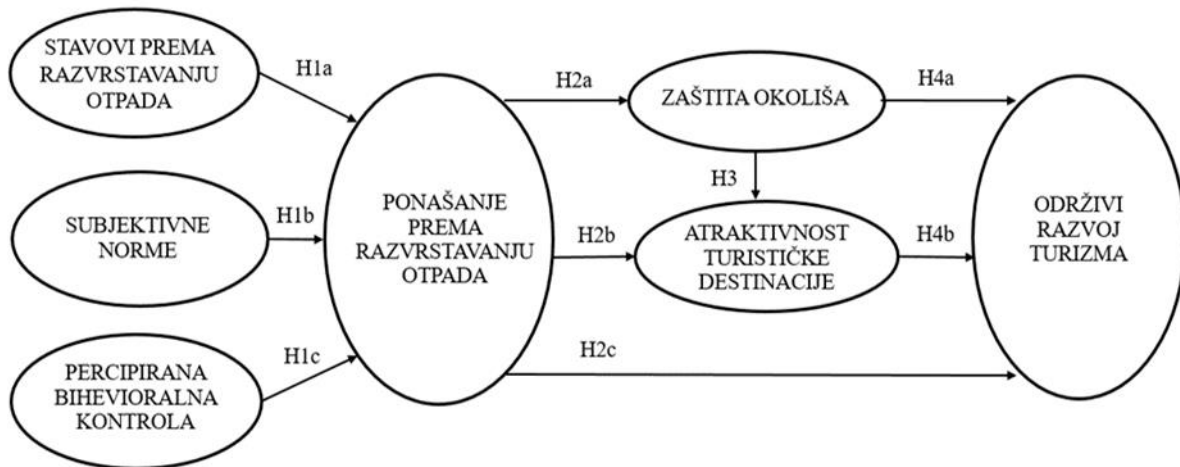 STAVOVI PREMA
RAZVRSTAVANJU
OTPADA
H1a
SUBJEKTIVNE
NORME
H1b
PERCIPIRANA
BIHEVIORALNA
KONTROLA
H1c
PONAŠANJE
PREMA
RAZVRSTAVANJU
OTPADA
H2a
H2b
H2c
ZAŠTITA OKOLIŠA
H3
ATRAKTIVNOST
TURISTIČKE
DESTINACIJE
H4a
H4b
ODRŽIVI
RAZVOJ
TURIZMA